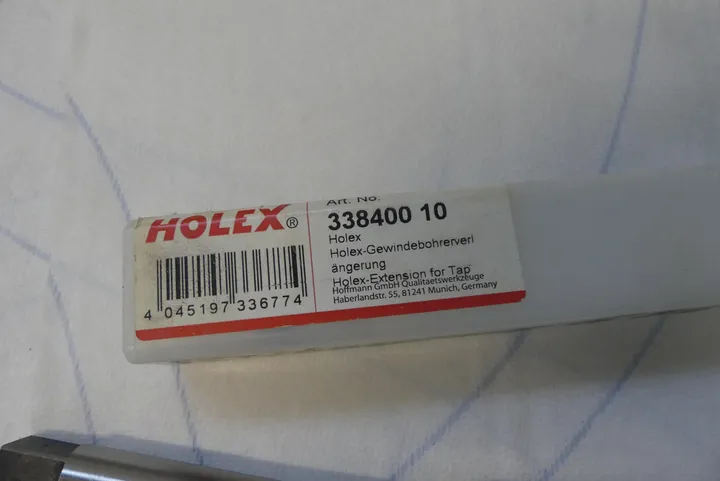 HOLEX®
4 045197 336774
Art. No.
338400 10
Holex
Holex-Gewindebohrerverl
ängerung
Holex-Extension for Tap
Hoffmann GmbH Qualitaetswerkzeuge
Haberlandstr. 55, 81241 Munich, Germany